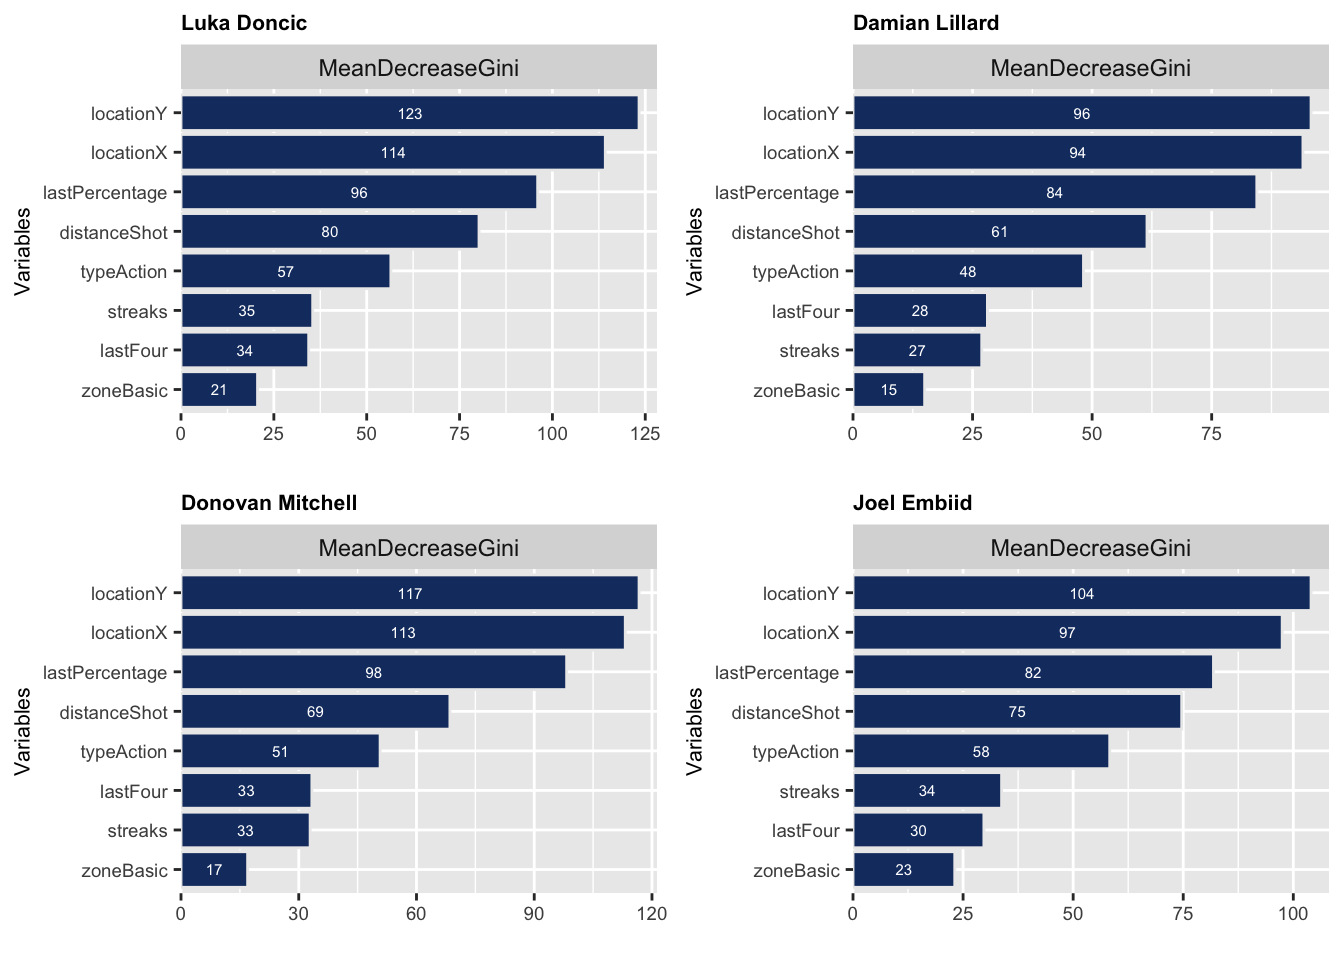 Luka Doncic
MeanDecreaseGini
Variables
locationY 123
locationX 114
lastPercentage 96
distanceShot 80
typeAction 57
streaks 35
lastFour 34
zoneBasic 21
0 25 50 75 100 125
Damian Lillard
MeanDecreaseGini
Variables
locationY 96
locationX 94
lastPercentage 84
distanceShot 61
typeAction 48
lastFour 28
streaks 27
zoneBasic 15
0 25 50 75
Donovan Mitchell
MeanDecreaseGini
Variables
locationY 117
locationX 113
lastPercentage 98
distanceShot 69
typeAction 51
lastFour 33
streaks 33
zoneBasic 17
0 30 60 90 120
Joel Embiid
MeanDecreaseGini
Variables
locationY 104
locationX 97
lastPercentage 82
distanceShot 75
typeAction 58
streaks 34
lastFour 30
zoneBasic 23
0 25 50 75 100